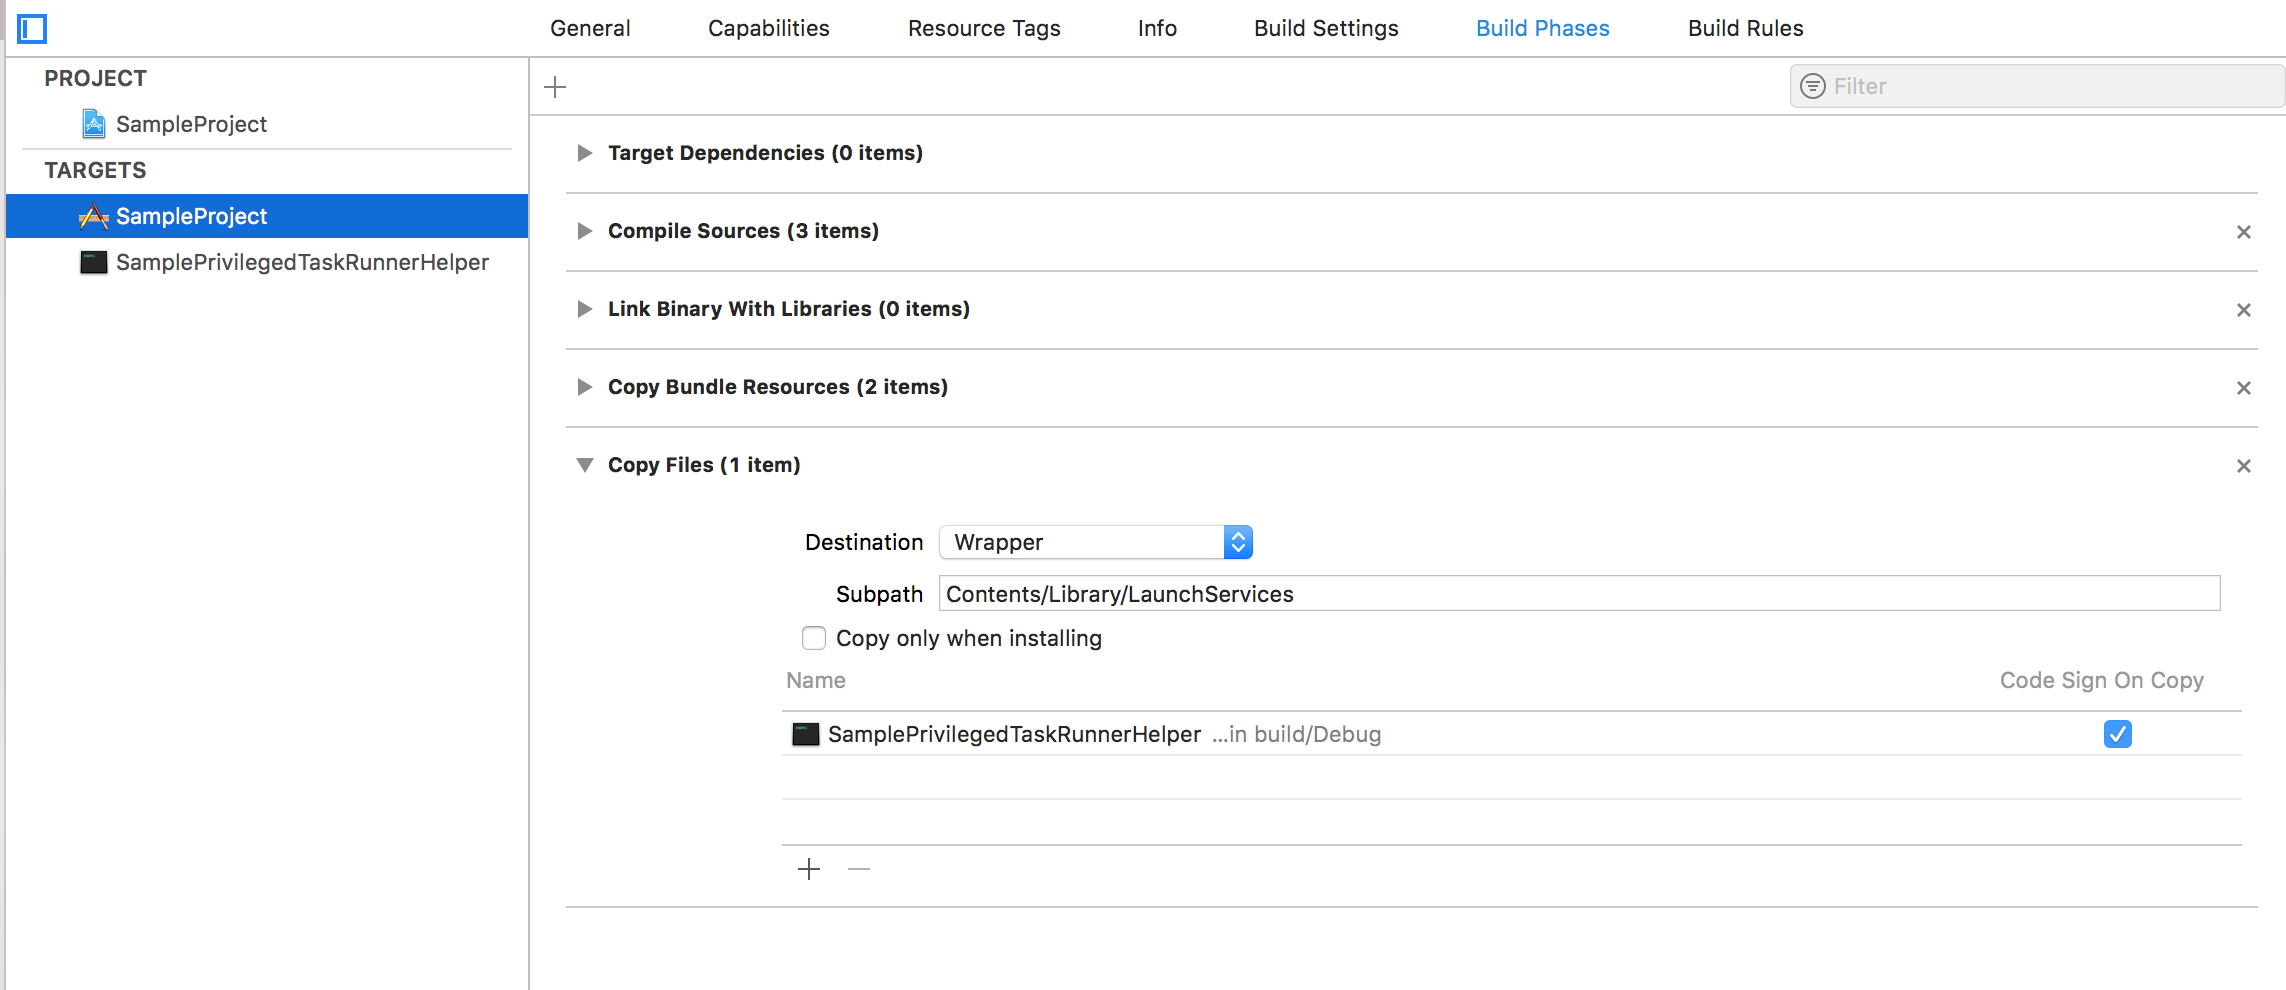 General Capabilities Resource Tags Info Build Settings Build Phases Build Rules
PROJECT
SampleProject
TARGETS
SampleProject
SamplePrivilegedTaskRunnerHelper
Filter
Target Dependencies (0 items)
Compile Sources (3 items)
Link Binary With Libraries (0 items)
Copy Bundle Resources (2 items)
Copy Files (1 item)
Destination Wrapper
Subpath Contents/Library/LaunchServices
Copy only when installing
Name Code Sign On Copy
SamplePrivilegedTaskRunnerHelper ...in build/Debug